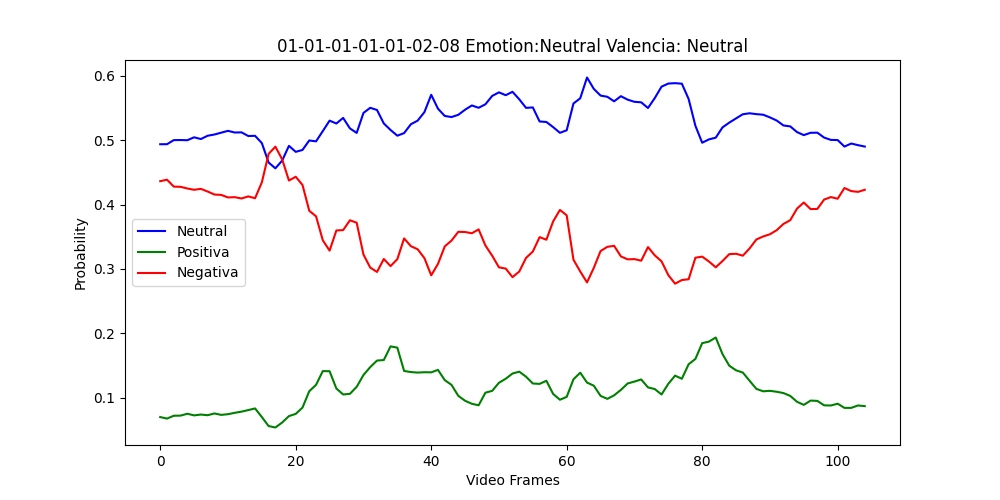 01-01-01-01-01-02-08 Emotion:Neutral Valencia: Neutral
Probability
0.6
0.5
0.4
0.3
0.2
0.1
Neutral
Positiva
Negativa
0
20
40
60
80
100
Video Frames